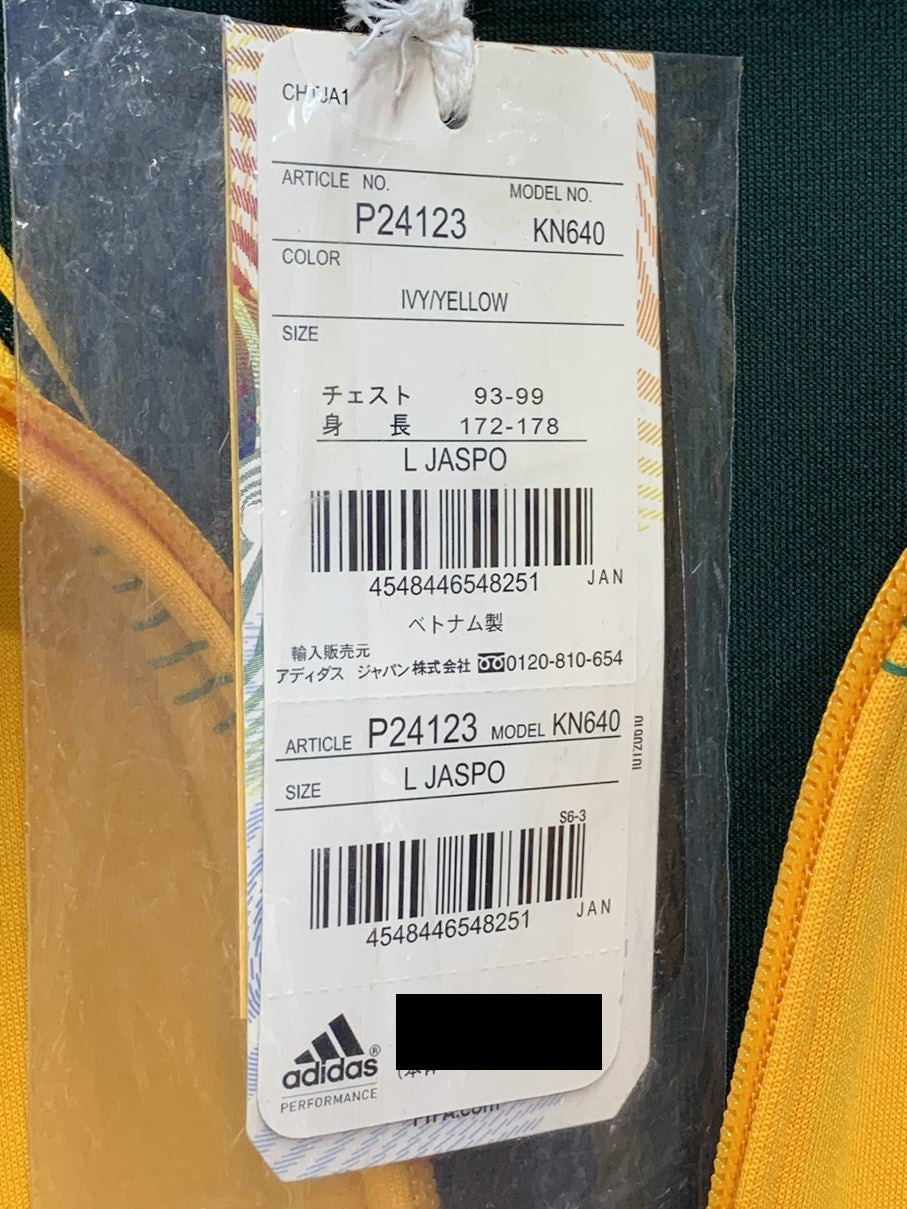 ARTICLE NO.
MODEL NO.
P24123
KN640
COLOR
IVY/YELLOW
SIZE
チェスト 93-99
身 長 172-178
L JASPO
4548446548251 JAN
ベトナム製
輸入販売元
アディダス ジャパン株式会社 0120-810-654
ARTICLE P24123 MODEL KN640
SIZE L JASPO
S6-3
4548446548251 JAN
adidas®
PERFORMANCE